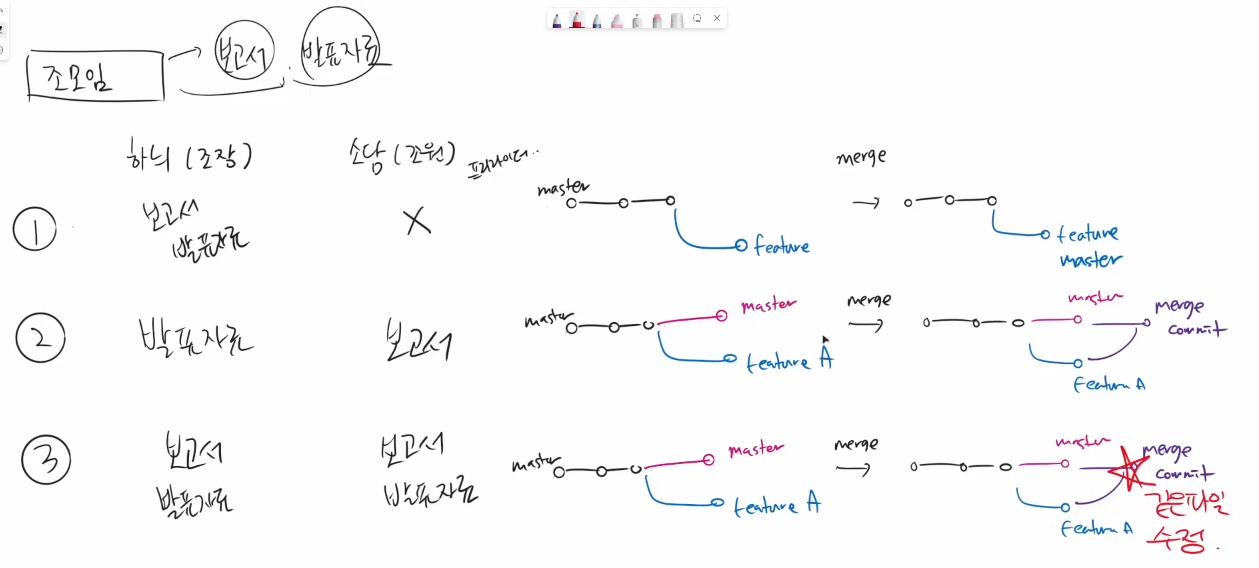 조모임 → 보고서, 발표자료
하늬 (조장) 소담 (조원) 프리라이더..
merge
master
① 보고서 X
발표자료
feature
feature
master
② 발표자료 보고서
master master feature A
merge
master merge commit
feature A
③ 보고서 보고서
발표자료 발표자료
master master feature A
merge
master merge commit
feature A
같은파일
수정.